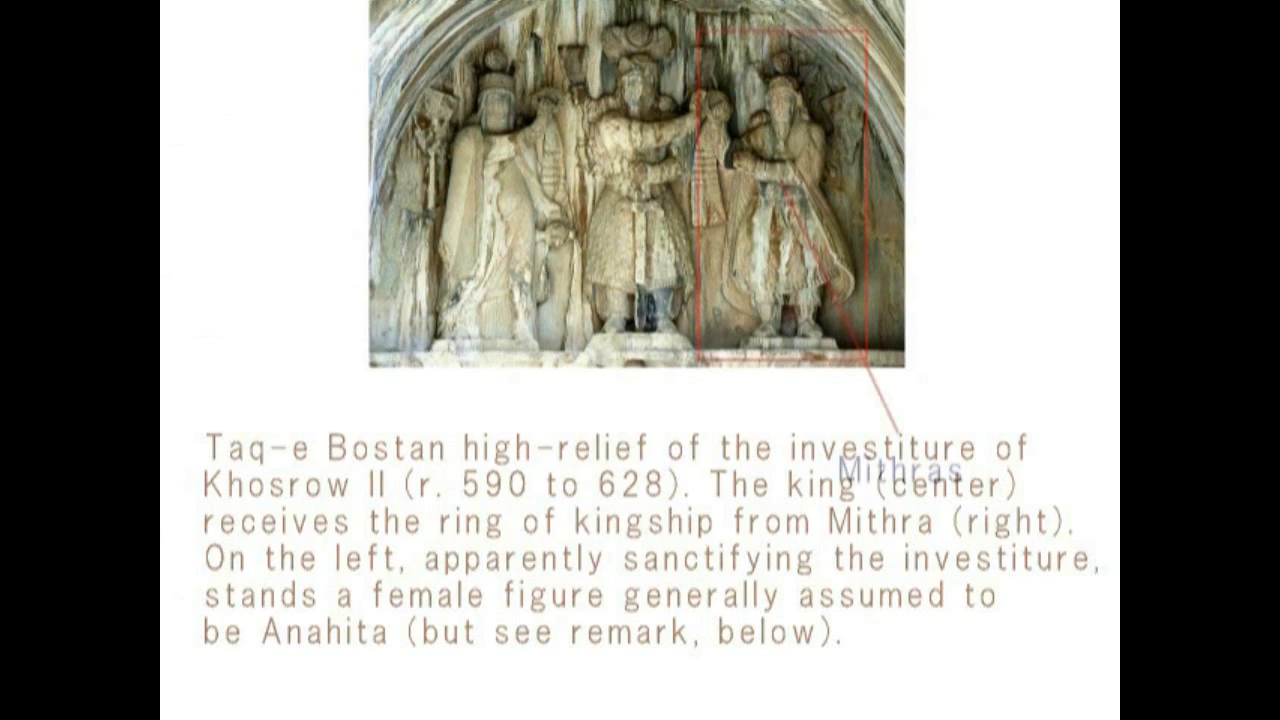 Taq-e Bostan high-relief of the investiture of
Mithras
Khosrow II (r. 590 to 628). The king (center)
receives the ring of kingship from Mithra (right).
On the left, apparently sanctifying the investiture,
stands a female figure generally assumed to
be Anahita (but see remark, below).